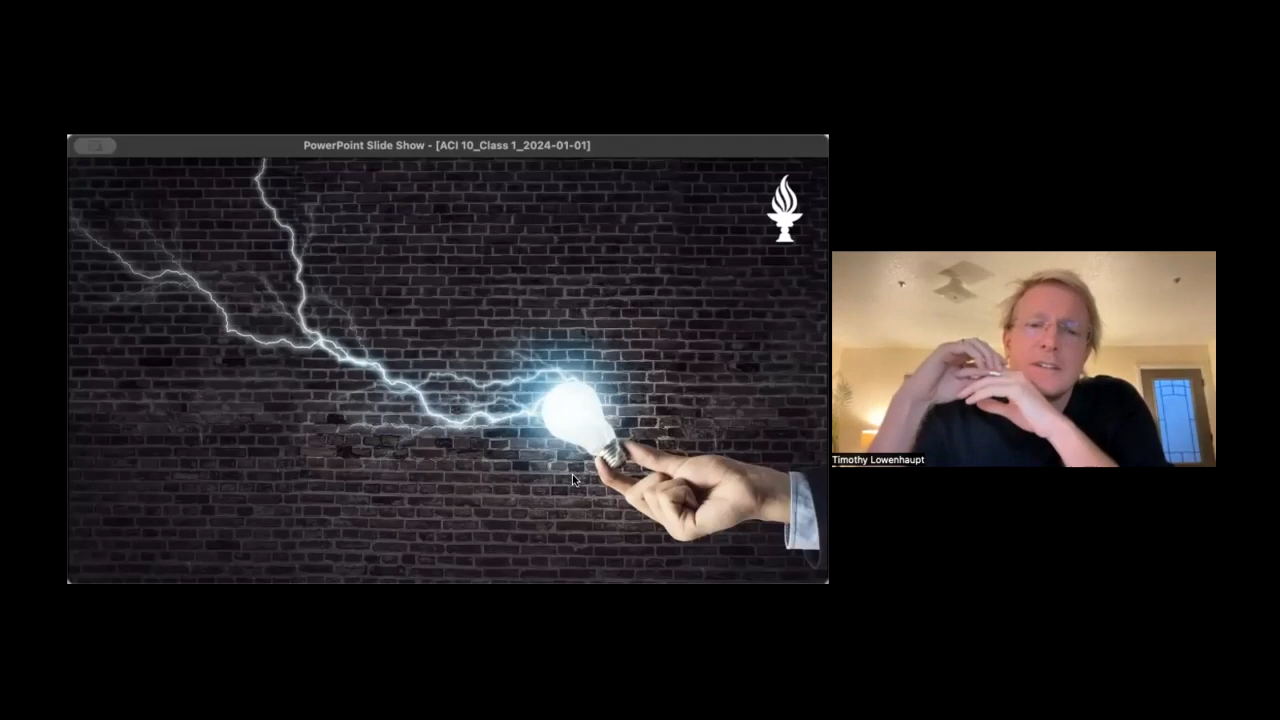 PowerPoint Slide Show - [ACI 10_Class 1_2024-01-01]
Timothy Lowenhaupt